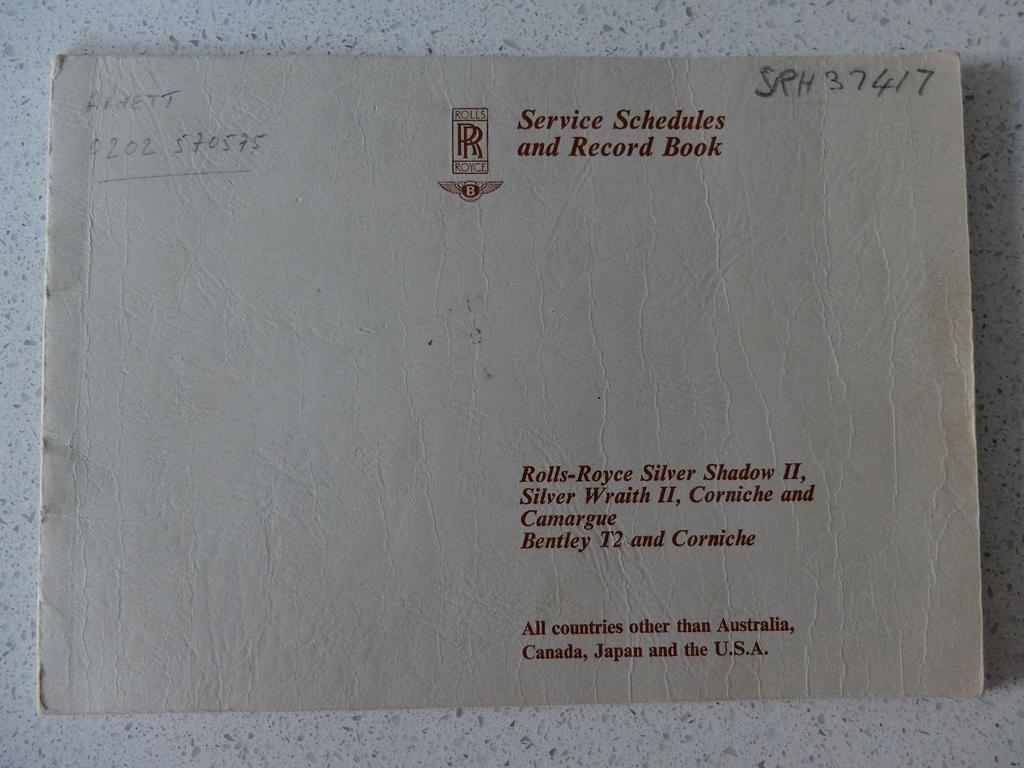 SRH 37417
0202 570575
ROLLS
RR
ROYCE
B
Service Schedules
and Record Book
Rolls-Royce Silver Shadow II,
Silver Wraith II, Corniche and
Camargue
Bentley T2 and Corniche
All countries other than Australia,
Canada, Japan and the U.S.A.